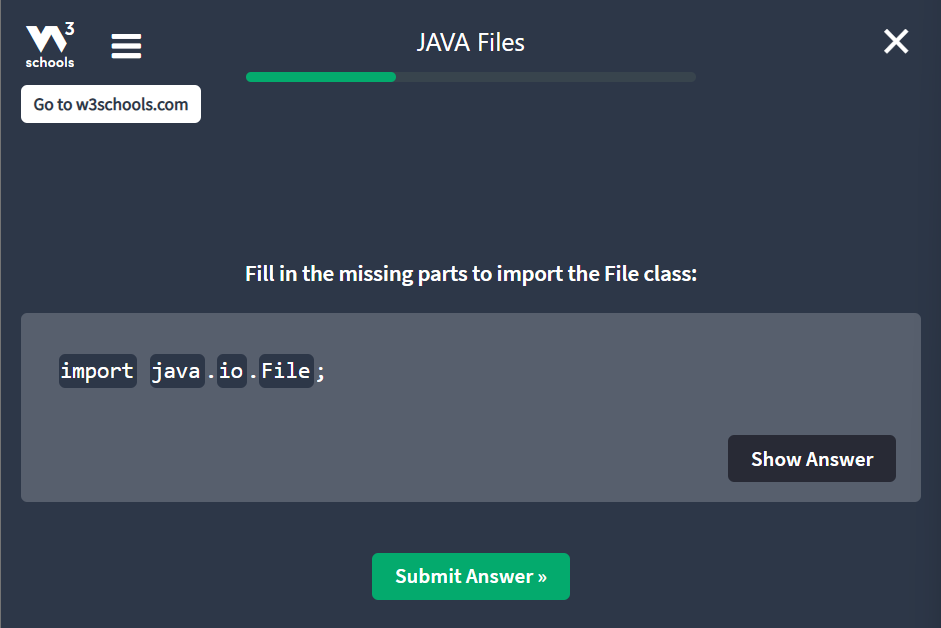 w3
schools
JAVA Files
Go to w3schools.com
Fill in the missing parts to import the File class:
import java.io.File;
Show Answer
Submit Answer »